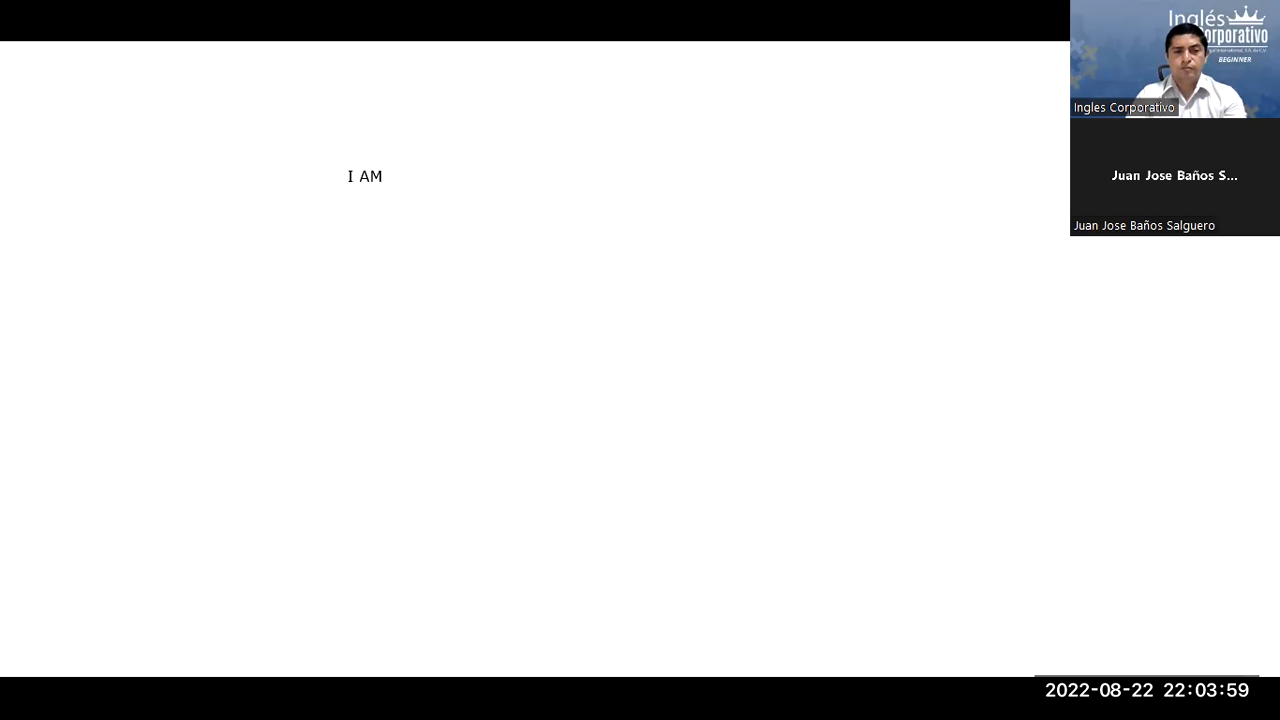 Inglés
Corporativo
BEGINNER
Ingles Corporativo
I AM
Juan Jose Baños S...
Juan Jose Baños Salguero
2022-08-22 22:03:59